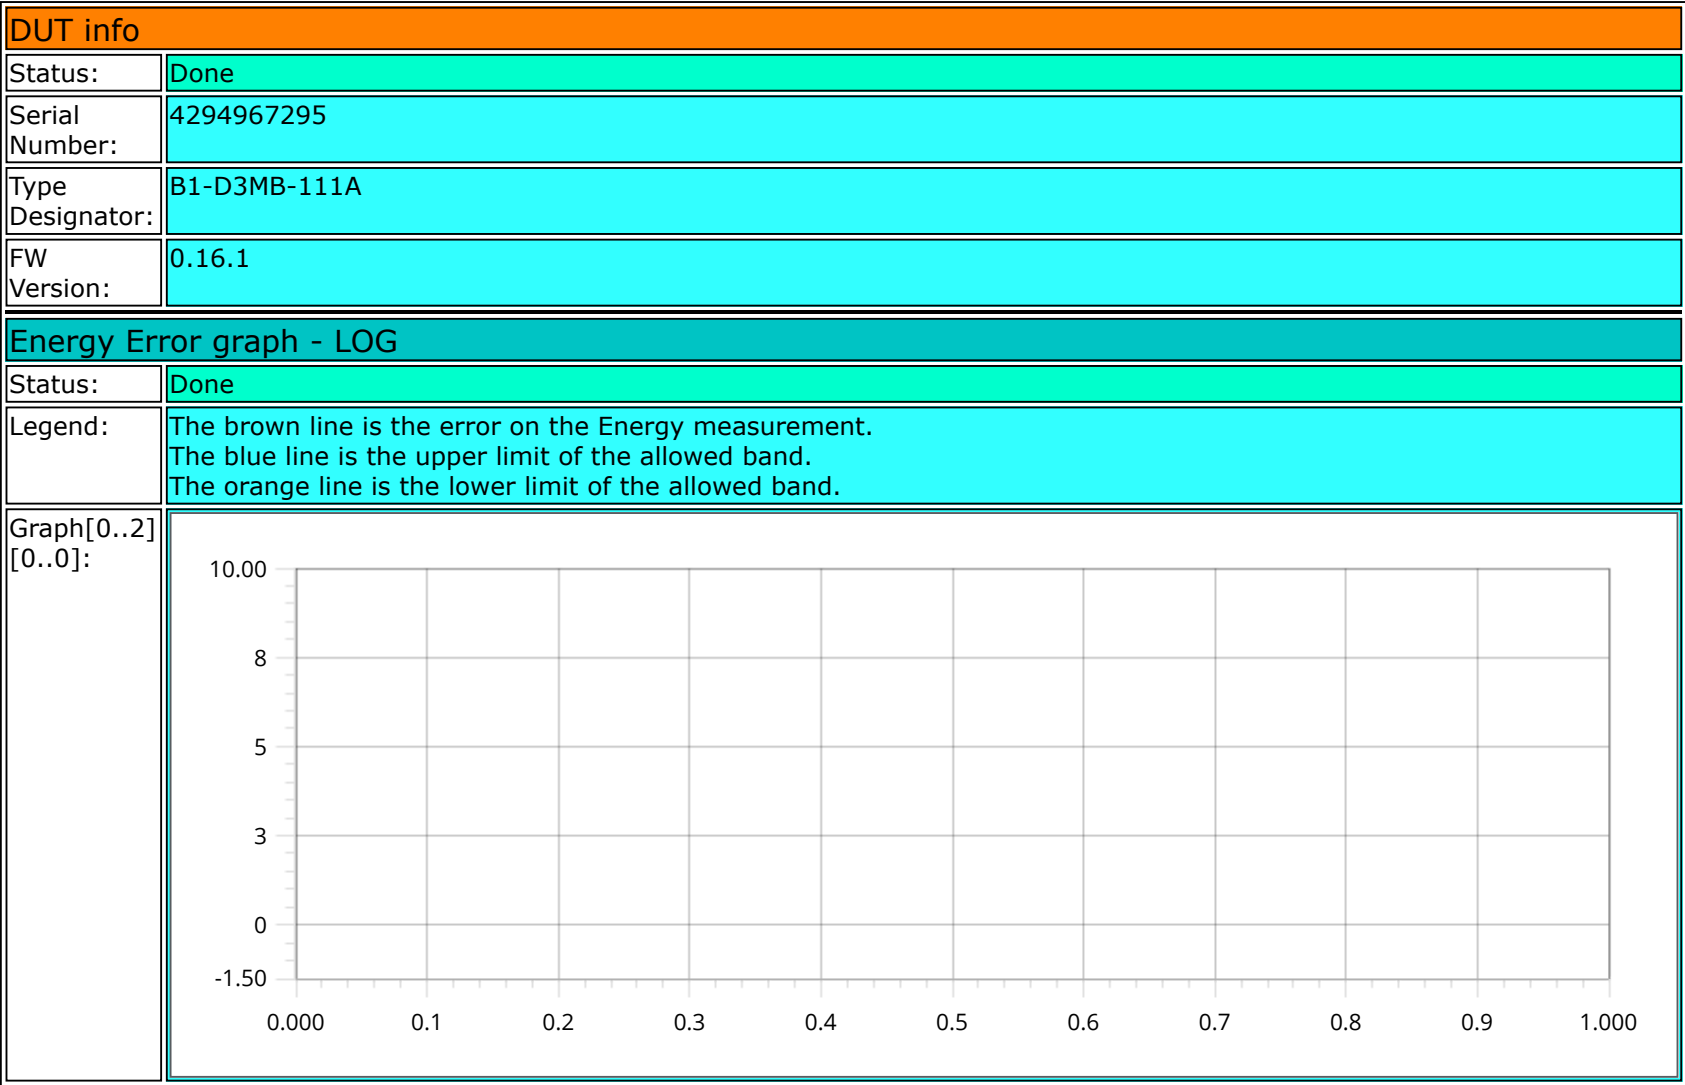 DUT info
Status:
Done
Serial
Number:
4294967295
Type
Designator:
B1-D3MB-111A
FW
Version:
0.16.1
Energy Error graph - LOG
Status:
Done
Legend:
The brown line is the error on the Energy measurement.
The blue line is the upper limit of the allowed band.
The orange line is the lower limit of the allowed band.
Graph[0..2]
[0..0]:
10.00
8
5
3
0
-1.50
0.000 0.1 0.2 0.3 0.4 0.5 0.6 0.7 0.8 0.9 1.000